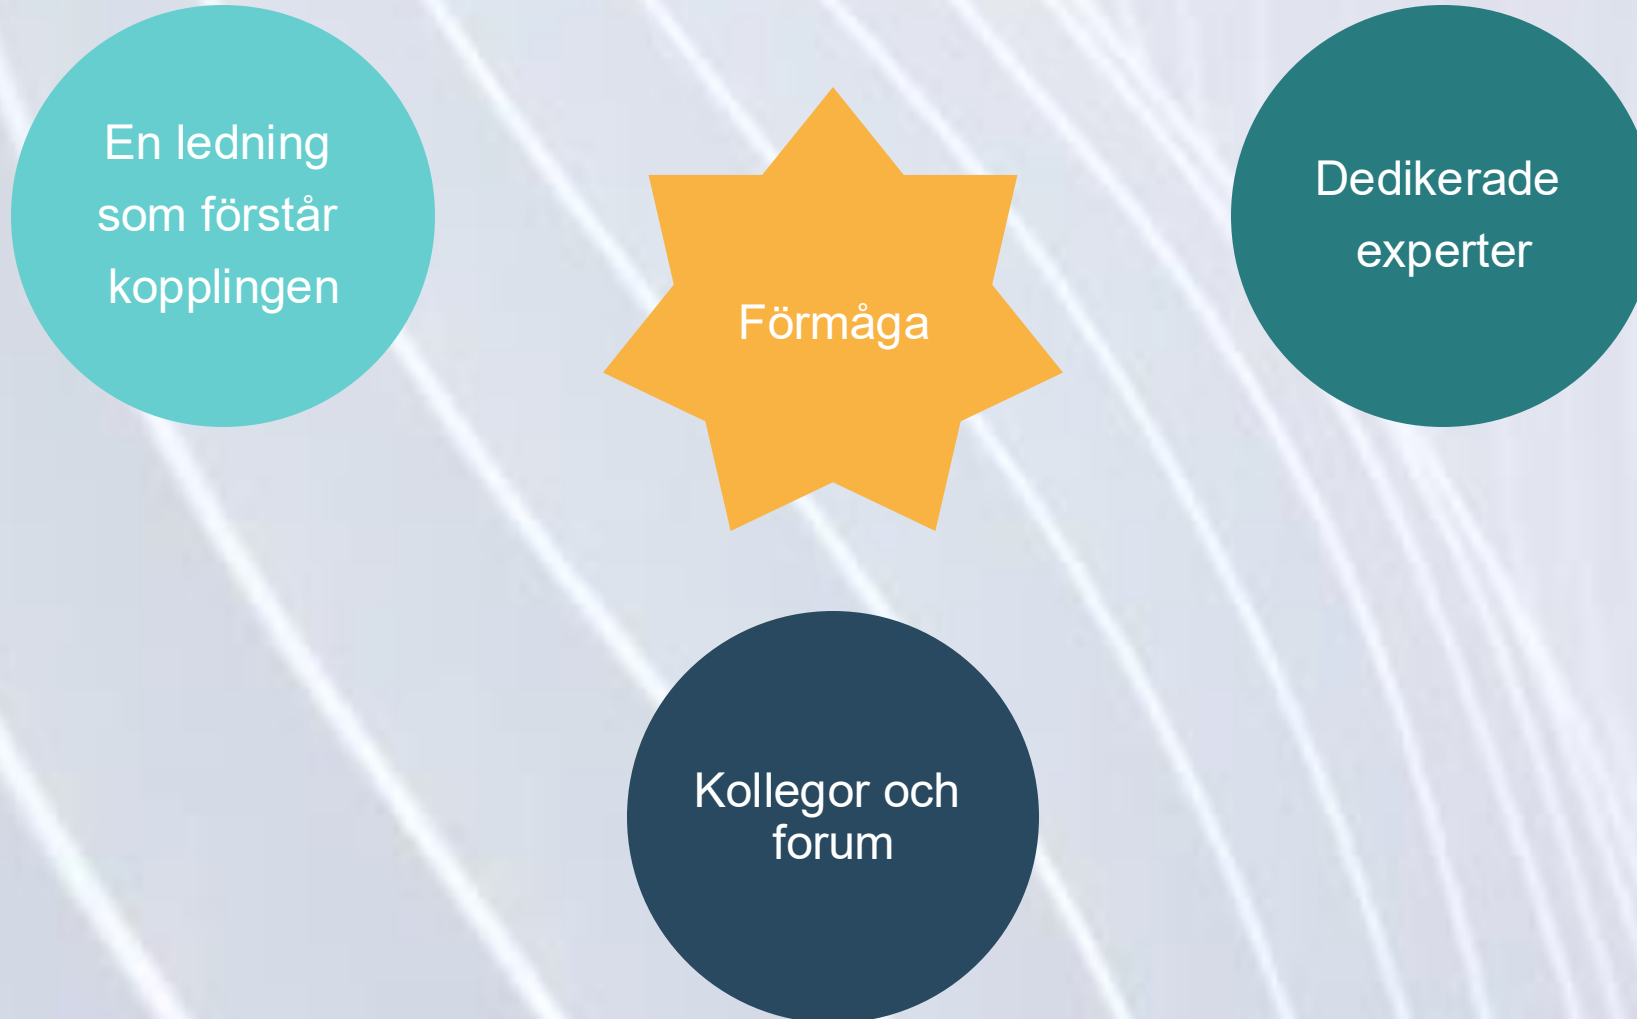 En ledning
som förstår
kopplingen
Förmåga
Dedikerade
experter
Kollegor och
forum